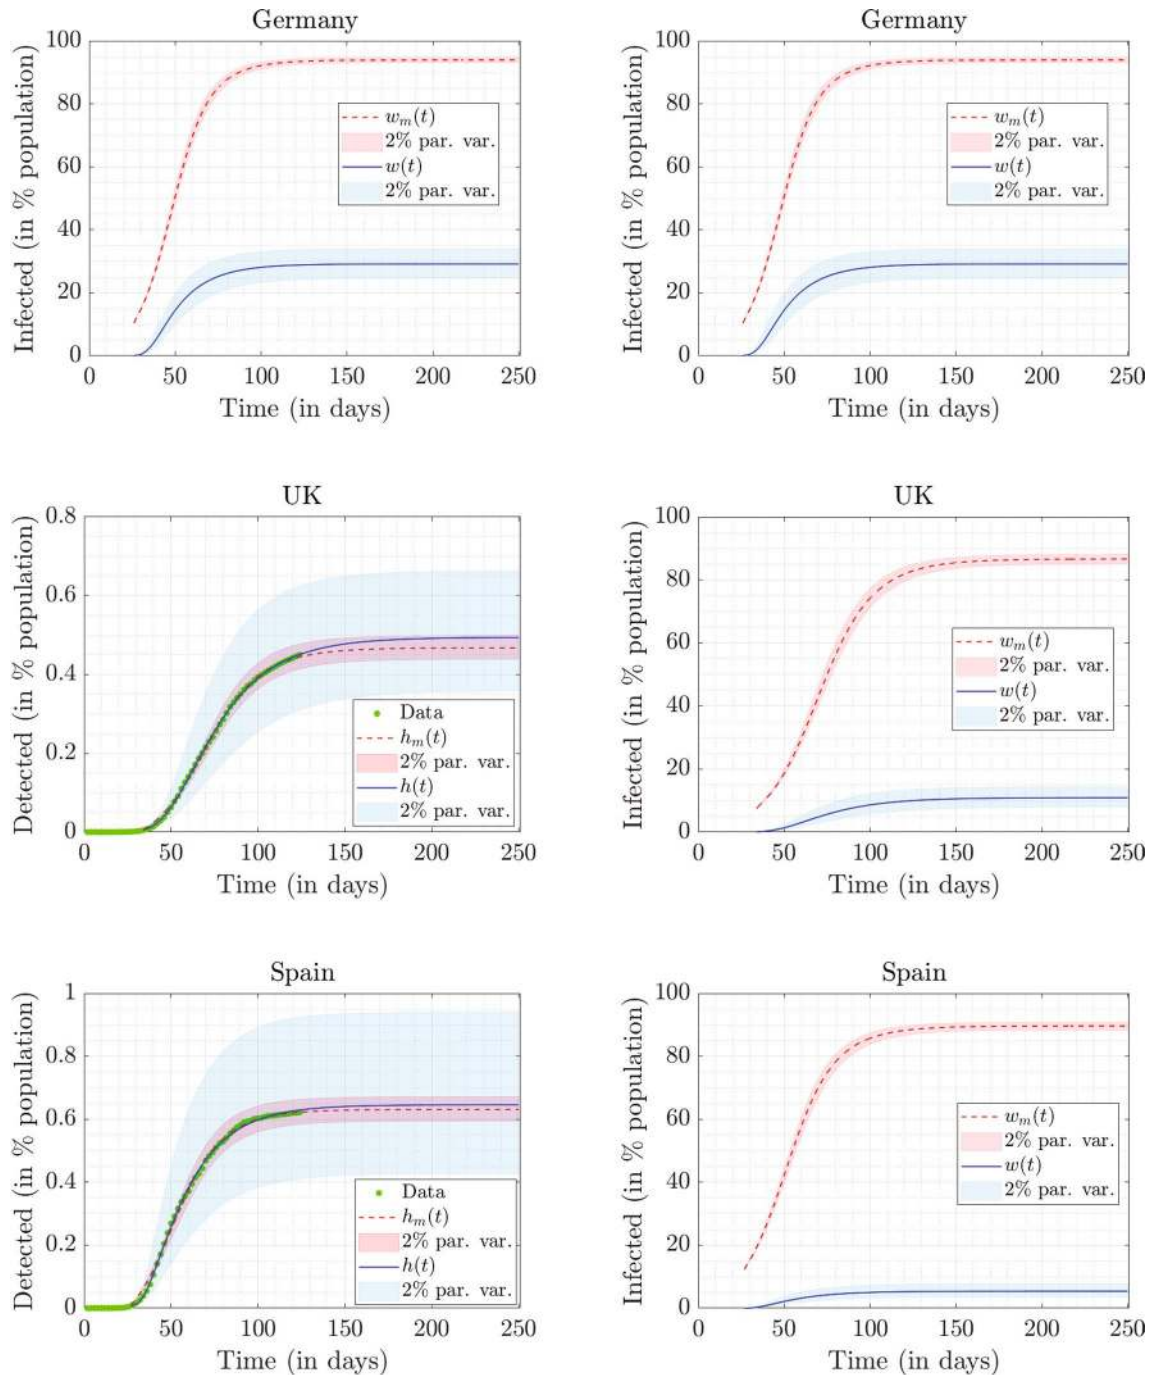 Germany
Infected (in % population)
100
80
60
40
20
0
w_m(t)
2% par. var.
w(t)
2% par. var.
0 50 100 150 200 250
Time (in days)
Germany
Infected (in % population)
100
80
60
40
20
0
w_m(t)
2% par. var.
w(t)
2% par. var.
0 50 100 150 200 250
Time (in days)
UK
Detected (in % population)
0.8
0.6
0.4
0.2
0
Data
h_m(t)
2% par. var.
h(t)
2% par. var.
0 50 100 150 200 250
Time (in days)
UK
Infected (in % population)
100
80
60
40
20
0
w_m(t)
2% par. var.
w(t)
2% par. var.
0 50 100 150 200 250
Time (in days)
Spain
Detected (in % population)
1
0.8
0.6
0.4
0.2
0
Data
h_m(t)
2% par. var.
h(t)
2% par. var.
0 50 100 150 200 250
Time (in days)
Spain
Infected (in % population)
100
80
60
40
20
0
w_m(t)
2% par. var.
w(t)
2% par. var.
0 50 100 150 200 250
Time (in days)